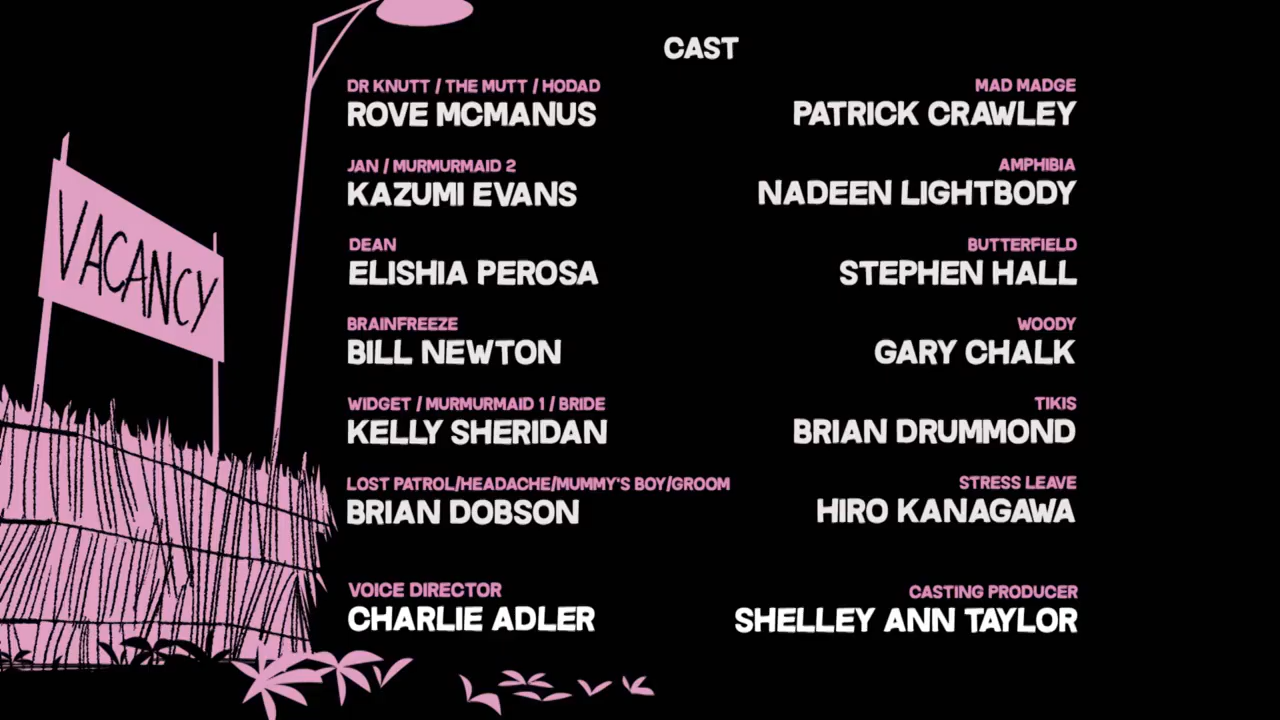 CAST
DR KNUTT / THE MUTT / HODAD
ROVE MCMANUS
MAD MADGE
PATRICK CRAWLEY
JAN / MURMURMAID 2
KAZUMI EVANS
AMPHIBIA
NADEEN LIGHTBODY
DEAN
ELISHIA PEROSA
BUTTERFIELD
STEPHEN HALL
BRAINFREEZE
BILL NEWTON
WOODY
GARY CHALK
WIDGET / MURMURMAID 1 / BRIDE
KELLY SHERIDAN
TIKIS
BRIAN DRUMMOND
LOST PATROL/HEADACHE/MUMMY'S BOY/GROOM
BRIAN DOBSON
STRESS LEAVE
HIRO KANAGAWA
VOICE DIRECTOR
CHARLIE ADLER
CASTING PRODUCER
SHELLEY ANN TAYLOR
VACANCY